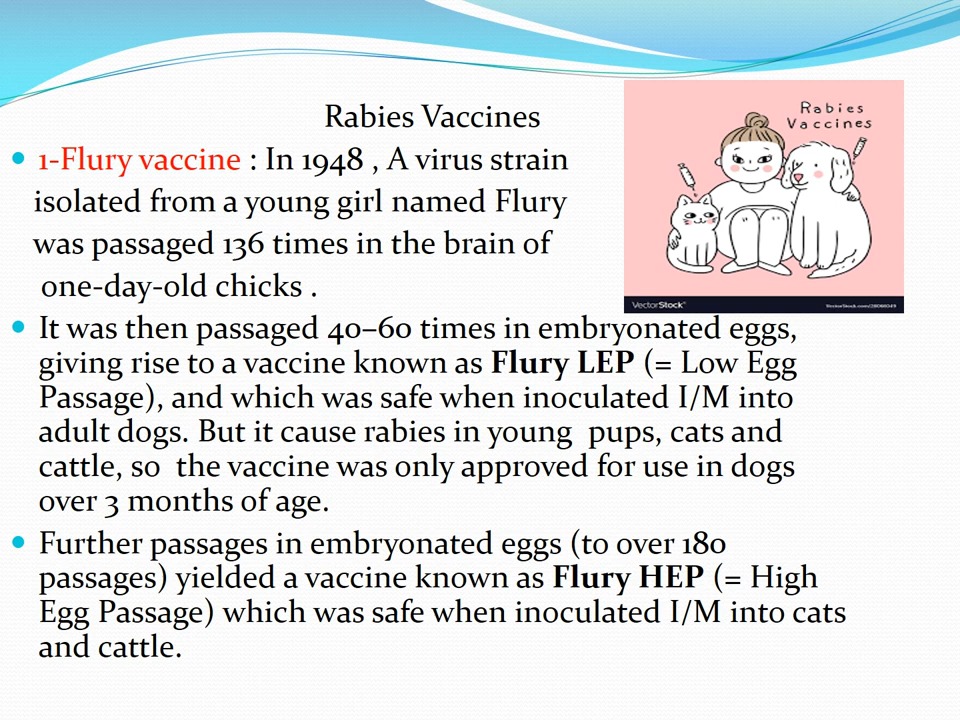 Rabies Vaccines
Rabies
Vaccines
1-Flury vaccine : In 1948 , A virus strain
isolated from a young girl named Flury
was passaged 136 times in the brain of
one-day-old chicks .
VectorStock®
VectorStock.com/28086049
It was then passaged 40–60 times in embryonated eggs,
giving rise to a vaccine known as Flury LEP (= Low Egg
Passage), and which was safe when inoculated I/M into
adult dogs. But it cause rabies in young pups, cats and
cattle, so the vaccine was only approved for use in dogs
over 3 months of age.
Further passages in embryonated eggs (to over 180
passages) yielded a vaccine known as Flury HEP (= High
Egg Passage) which was safe when inoculated I/M into cats
and cattle.